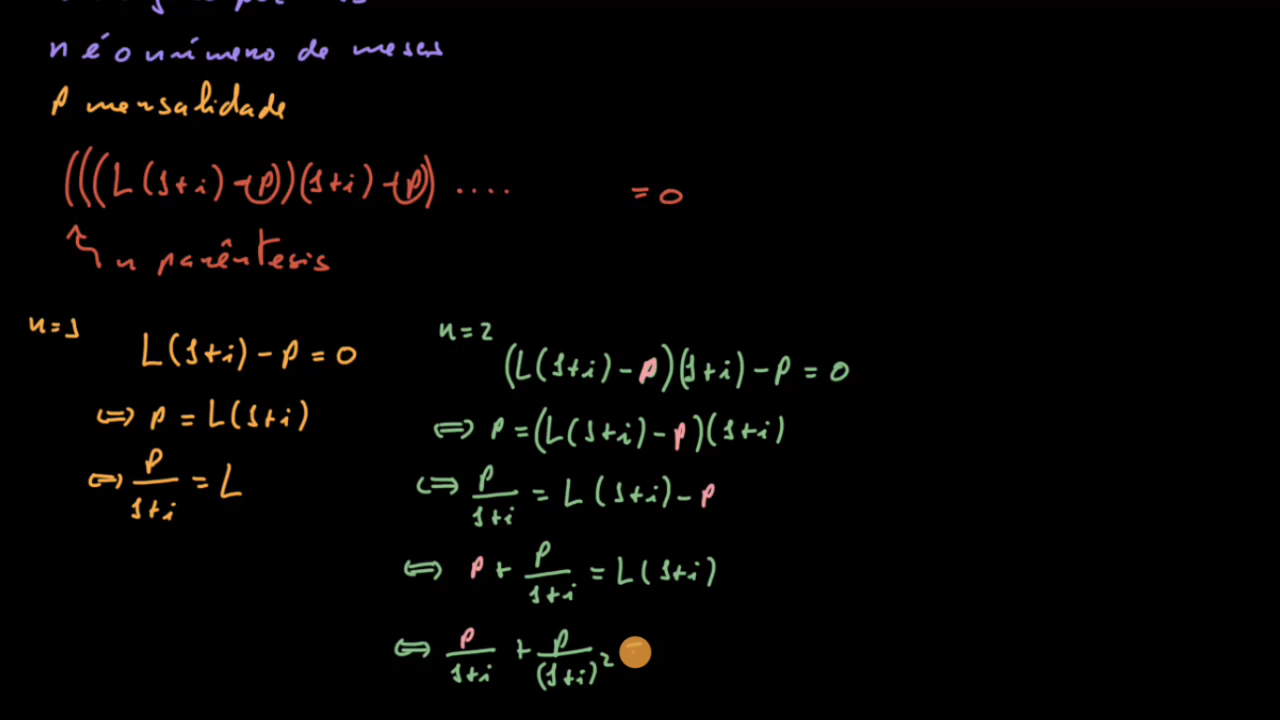 n é o número de meses
P mensalidade
(((L(1+i)-P))(1+i)-P) .... = 0
n parêntesis
n=1
L(1+i)-P=0
⇔ P = L(1+i)
⇔ P/(1+i) = L
n=2
(L(1+i)-P)(1+i)-P=0
⇔ P=(L(1+i)-P)(1+i)
⇔ P/(1+i) = L(1+i)-P
⇔ P + P/(1+i) = L(1+i)
⇔ P/(1+i) + P/(1+i)² =